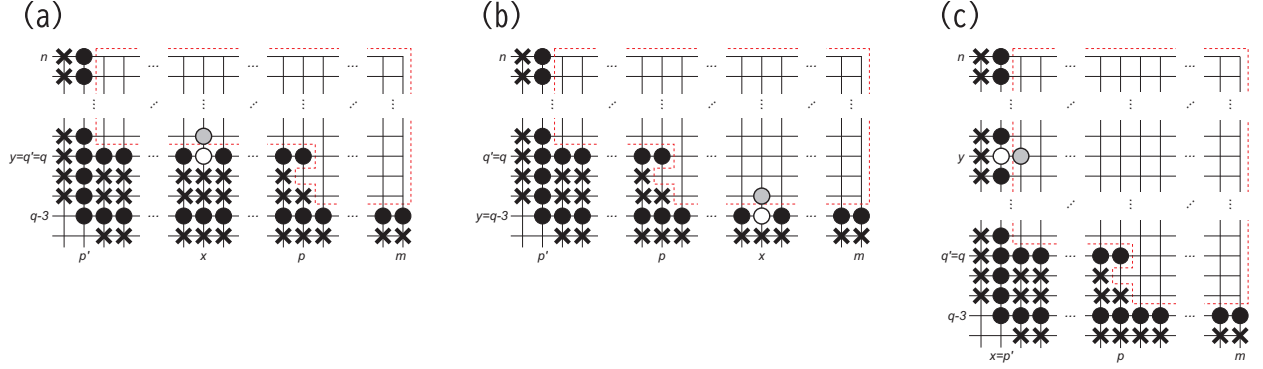 (a)
n
y=q'=q
q-3
p'
x
p
m
(b)
n
q'=q
y=q-3
p'
p
x
m
(c)
n
y
q'=q
q-3
x=p'
p
m